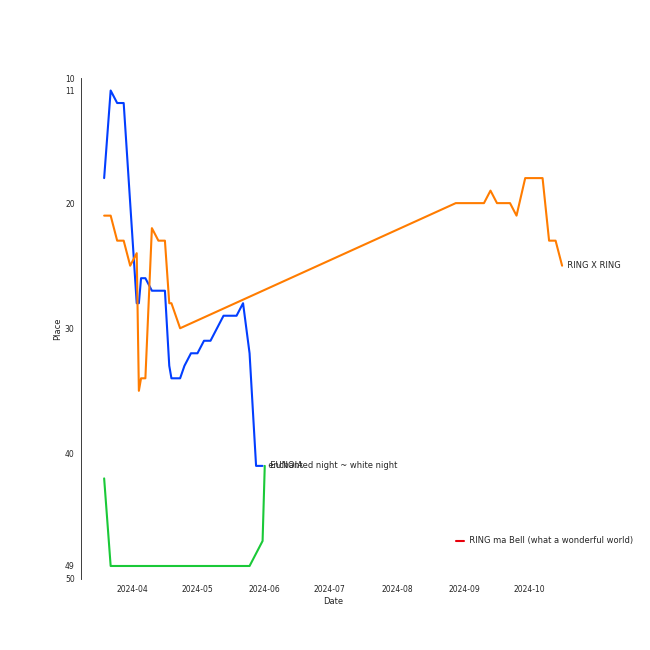 10
11
20
30
40
49
50
Place
2024-04
2024-05
2024-06
2024-07
2024-08
2024-09
2024-10
Date
RING X RING
EUNOIA
enchanted night ~ white night
RING ma Bell (what a wonderful world)